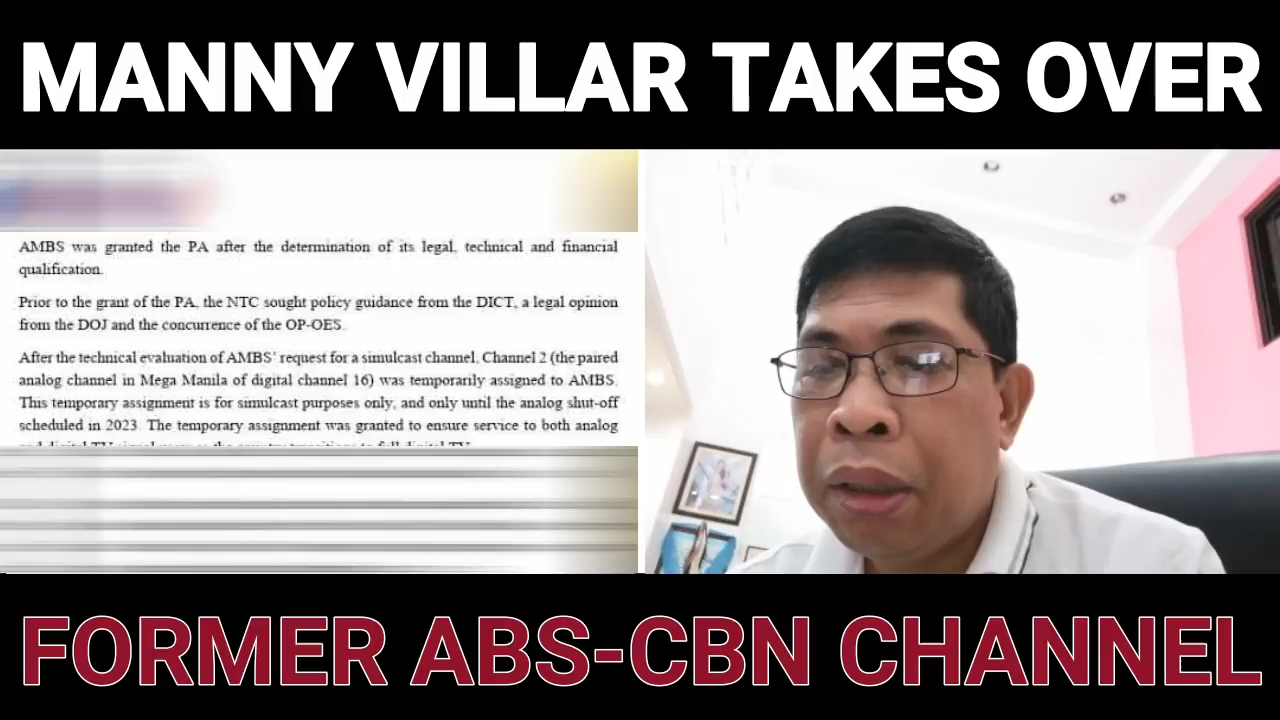 MANNY VILLAR TAKES OVER
AMBS was granted the PA after the determination of its legal, technical and financial
qualification.
Prior to the grant of the PA, the NTC sought policy guidance from the DICT, a legal opinion
from the DOJ and the concurrence of the OP-OES.
After the technical evaluation of AMBS' request for a simulcast channel, Channel 2 (the paired
analog channel in Mega Manila of digital channel 16) was temporarily assigned to AMBS.
This temporary assignment is for simulcast purposes only, and only until the analog shut-off
scheduled in 2023. The temporary assignment was granted to ensure service to both analog
FORMER ABS-CBN CHANNEL